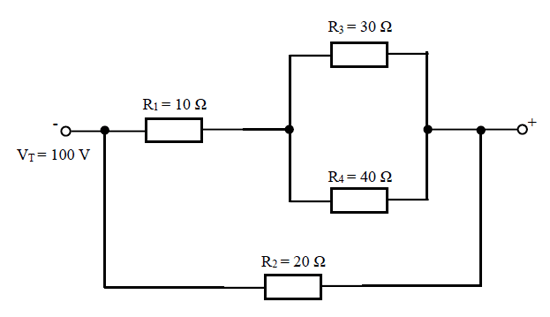 R3 = 30 Ω
R1 = 10 Ω
- +
VT = 100 V
R4 = 40 Ω
R2 = 20 Ω